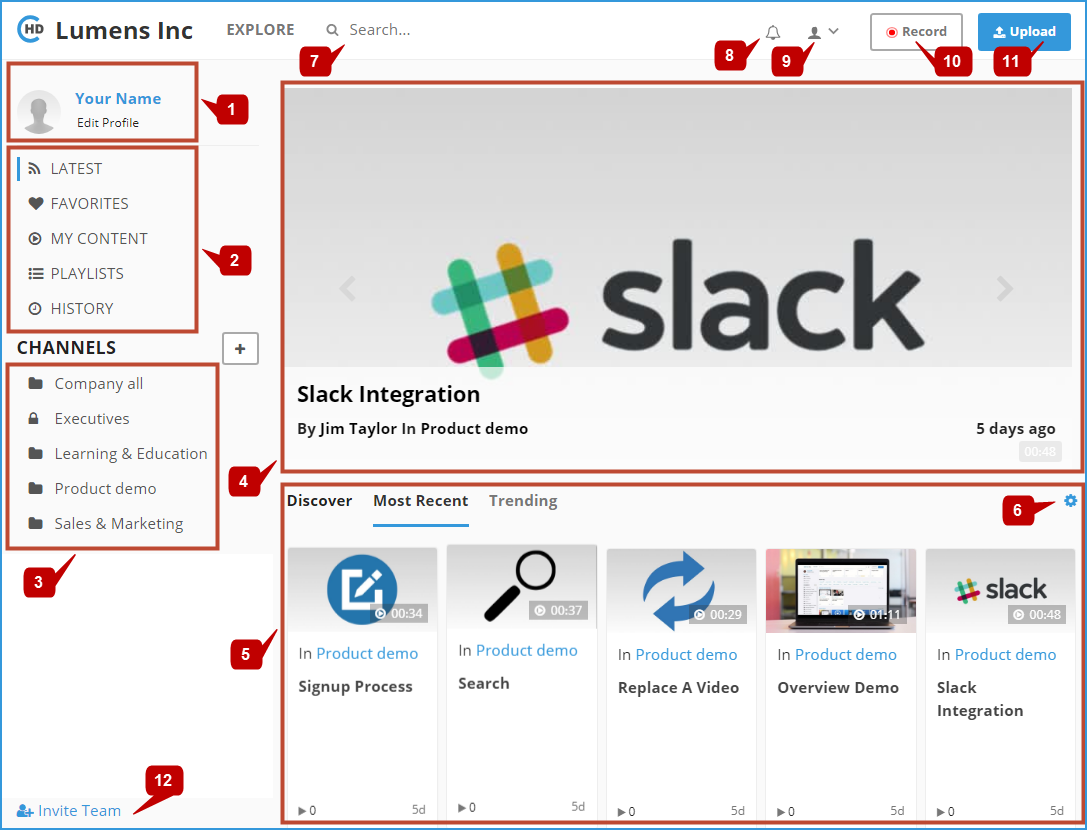 HD Lumens Inc EXPLORE Search... Record Upload
7 8 9 10 11
Your Name
Edit Profile
1
LATEST
FAVORITES
MY CONTENT
PLAYLISTS
HISTORY
2
CHANNELS +
Company all
Executives
Learning & Education
Product demo
Sales & Marketing
3
slack
Slack Integration
By Jim Taylor In Product demo 5 days ago
00:48
4
Discover Most Recent Trending
6
00:34 00:37 00:29 01:11 slack 00:48
5
In Product demo In Product demo In Product demo In Product demo In Product demo
Signup Process Search Replace A Video Overview Demo Slack
Integration
0 5d 0 5d 0 5d 0 5d 0 5d
12
Invite Team